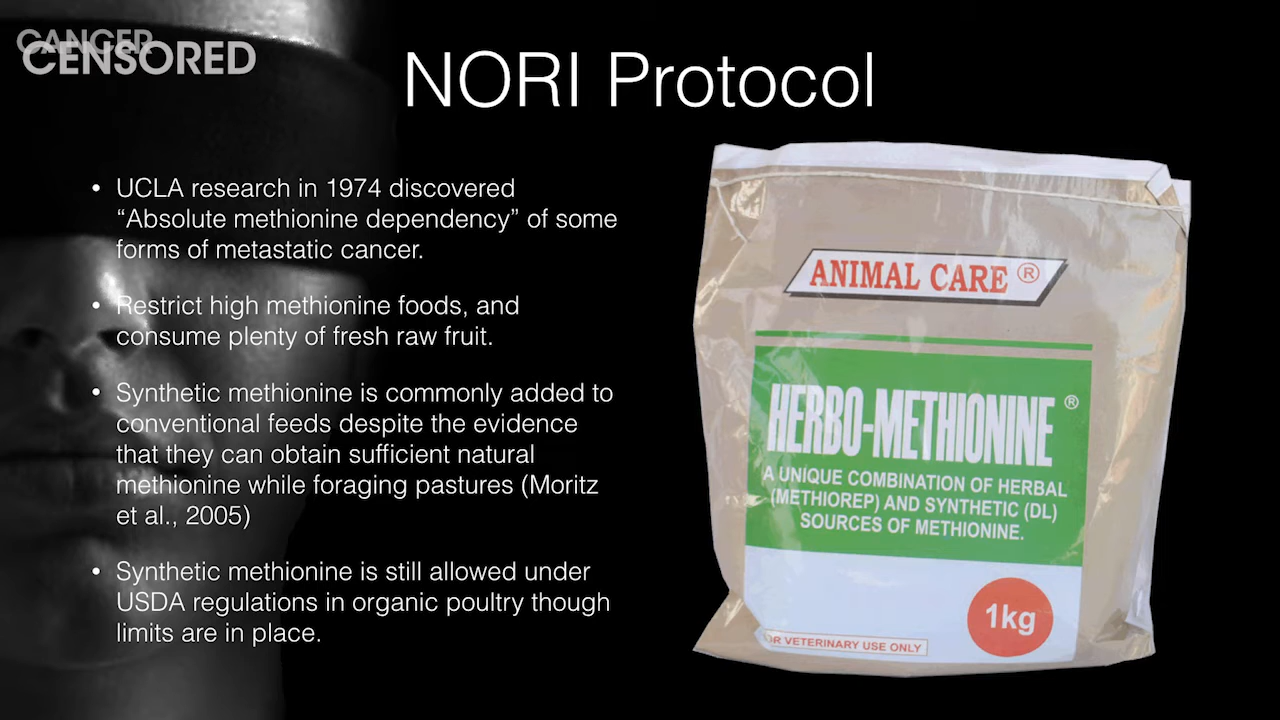 CANCER
CENSORED
NORI Protocol
• UCLA research in 1974 discovered
“Absolute methionine dependency” of some
forms of metastatic cancer.
• Restrict high methionine foods, and
consume plenty of fresh raw fruit.
• Synthetic methionine is commonly added to
conventional feeds despite the evidence
that they can obtain sufficient natural
methionine while foraging pastures (Moritz
et al., 2005)
• Synthetic methionine is still allowed under
USDA regulations in organic poultry though
limits are in place.
ANIMAL CARE ®
HERBO-METHIONINE ®
A UNIQUE COMBINATION OF HERBAL
(METHIOREP) AND SYNTHETIC (DL)
SOURCES OF METHIONINE.
1kg
OR VETERINARY USE ONLY